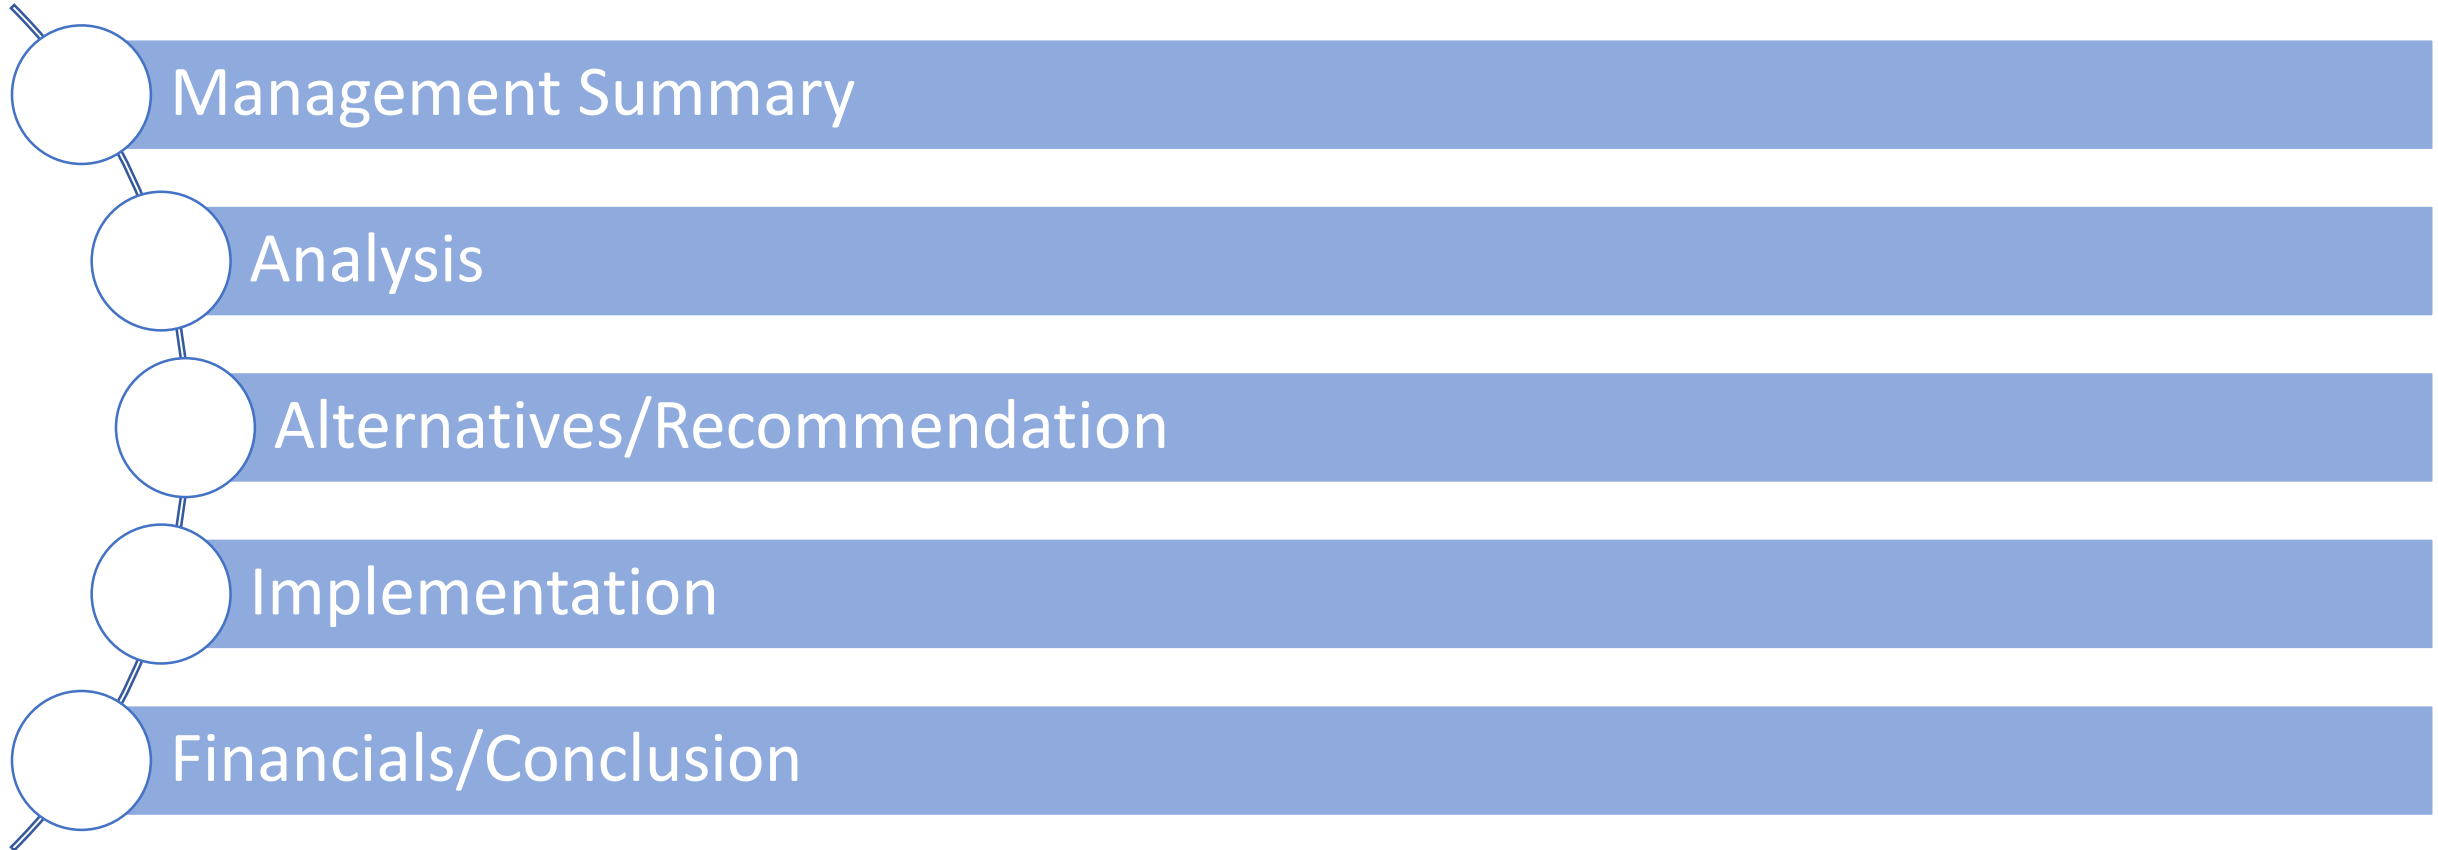 Management Summary
Analysis
Alternatives/Recommendation
Implementation
Financials/Conclusion